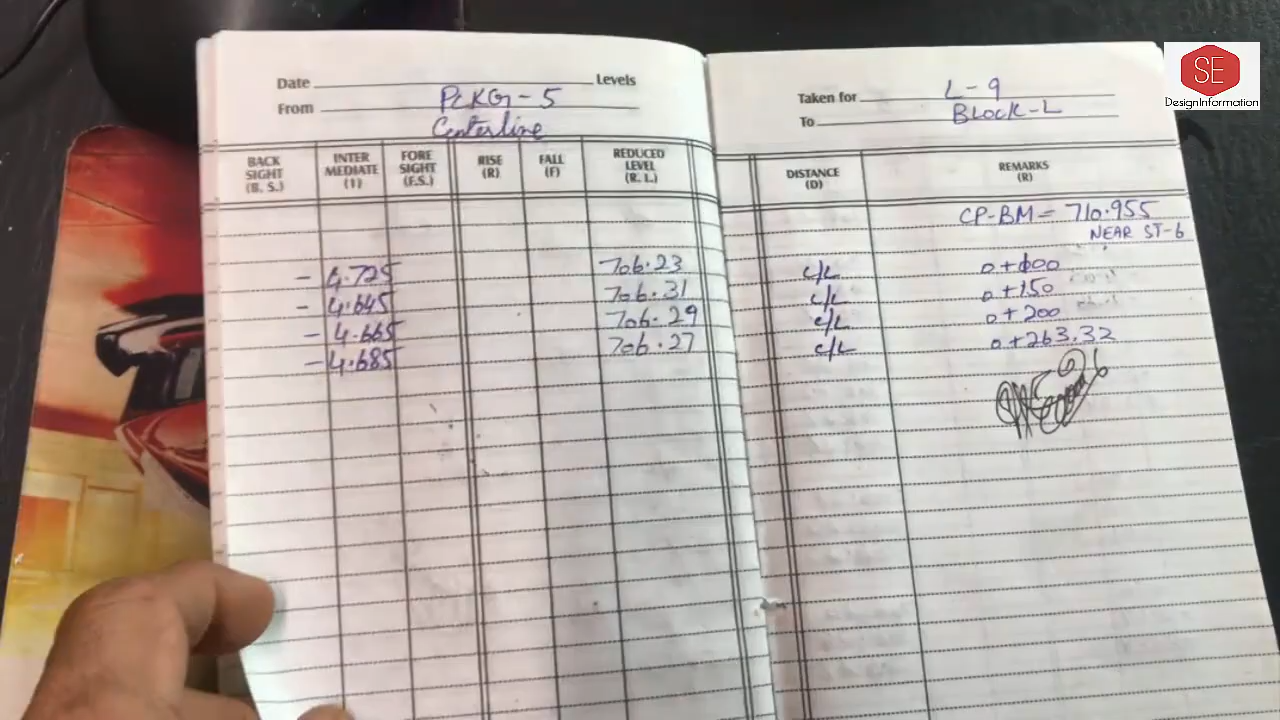 SE
DesignInformation
Date Levels
From PCKG-5
Centerline
Taken for L-9
To Block-L
BACK SIGHT (B. S.) INTER MEDIATE (I) FORE SIGHT (F.S.) RISE (R) FALL (F) REDUCED LEVEL (R. L.) DISTANCE (D) REMARKS (R)
CP-BM = 710.955
NEAR ST-6
- 4.725 706.23 c/L 0+000
- 4.645 706.31 c/L 0+150
- 4.665 706.29 c/L 0+200
- 4.685 706.27 c/L 0+263.32